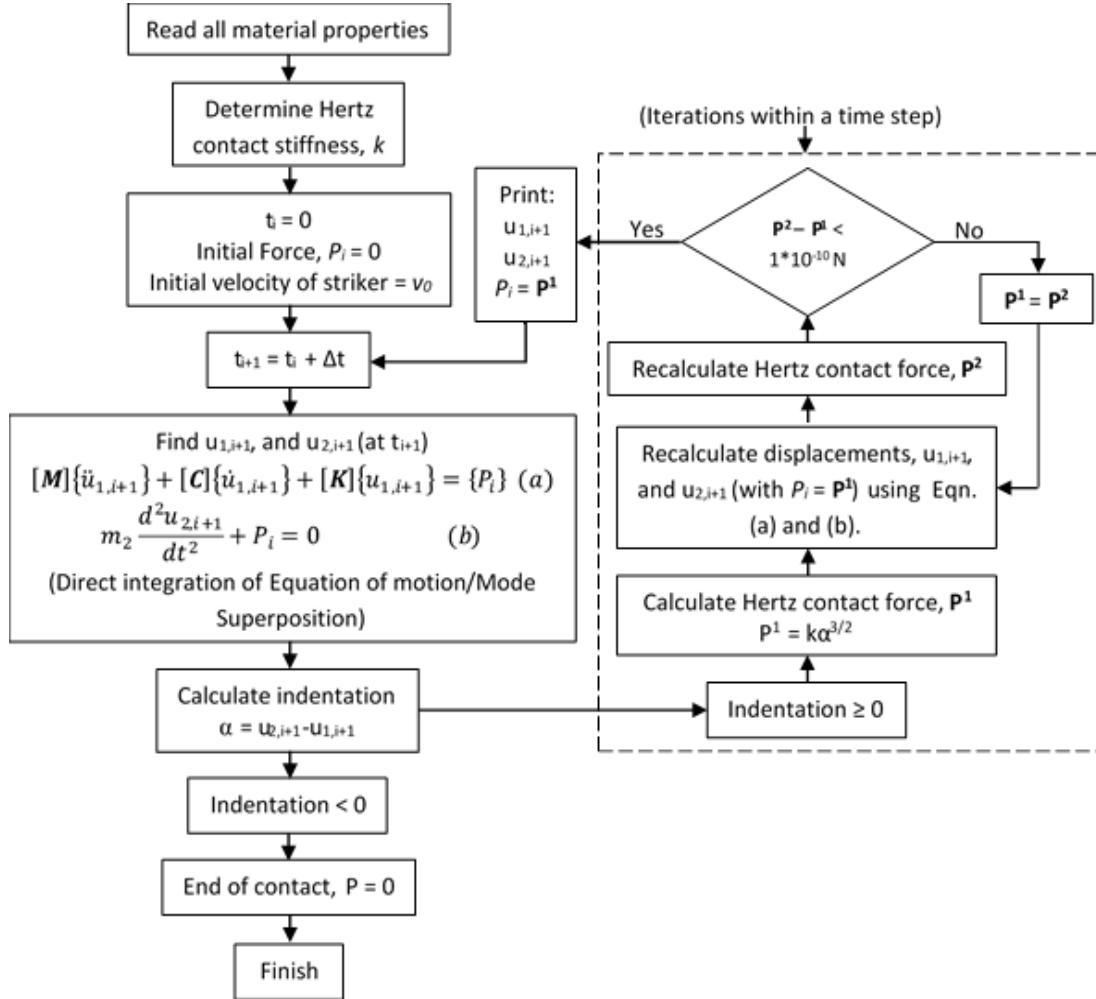 Read all material properties
Determine Hertz
contact stiffness, k
tᵢ = 0
Initial Force, Pᵢ = 0
Initial velocity of striker = v₀
tᵢ₊₁ = tᵢ + Δt
Find u₁,ᵢ₊₁, and u₂,ᵢ₊₁ (at tᵢ₊₁)
[M]{ü₁,ᵢ₊₁} + [C]{u̇₁,ᵢ₊₁} + [K]{u₁,ᵢ₊₁} = {Pᵢ} (a)
m₂ d²u₂,ᵢ₊₁/dt² + Pᵢ = 0 (b)
(Direct integration of Equation of motion/Mode
Superposition)
Calculate indentation
α = u₂,ᵢ₊₁-u₁,ᵢ₊₁
Indentation < 0
End of contact, P = 0
Finish
(Iterions within a time step)
P²– P¹ <
1*10⁻¹⁰ N
Yes
No
Print:
u₁,ᵢ₊₁
u₂,ᵢ₊₁
Pᵢ = P¹
P¹ = P²
Recalculate Hertz contact force, P²
Recalculate displacements, u₁,ᵢ₊₁,
and u₂,ᵢ₊₁ (with Pᵢ = P¹) using Eqn.
(a) and (b).
Calculate Hertz contact force, P¹
P¹ = kα³ᐟ²
Indentation ≥ 0